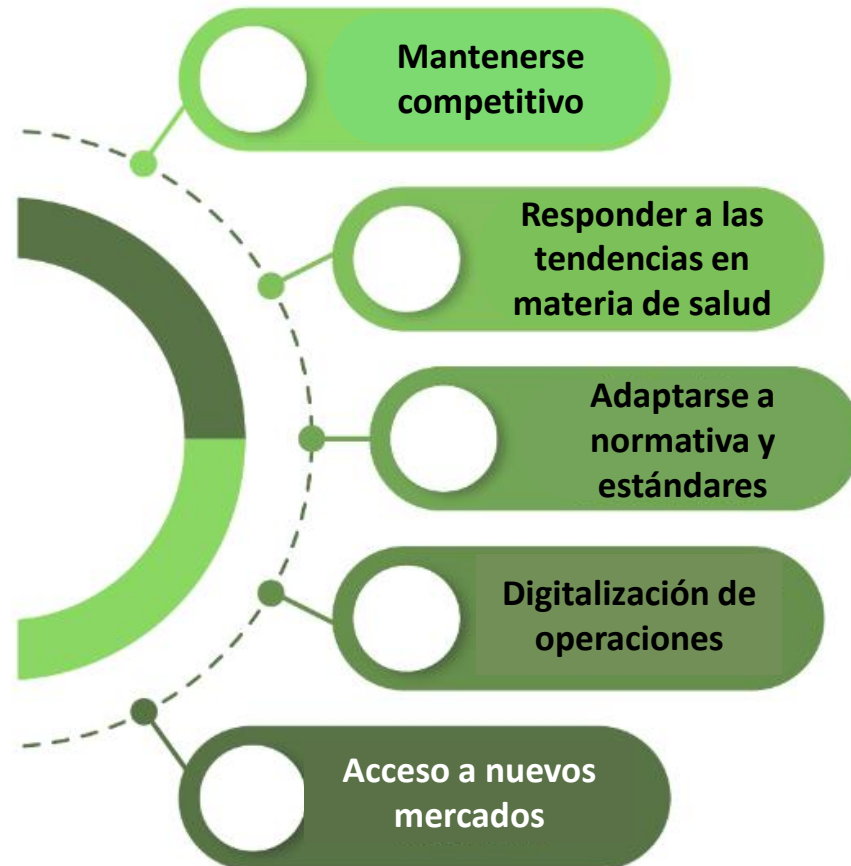 Mantenerse
competitivo
Responder a las
tendencias en
materia de salud
Adaptarse a
normativa y
estándares
Digitalización de
operaciones
Acceso a nuevos
mercados